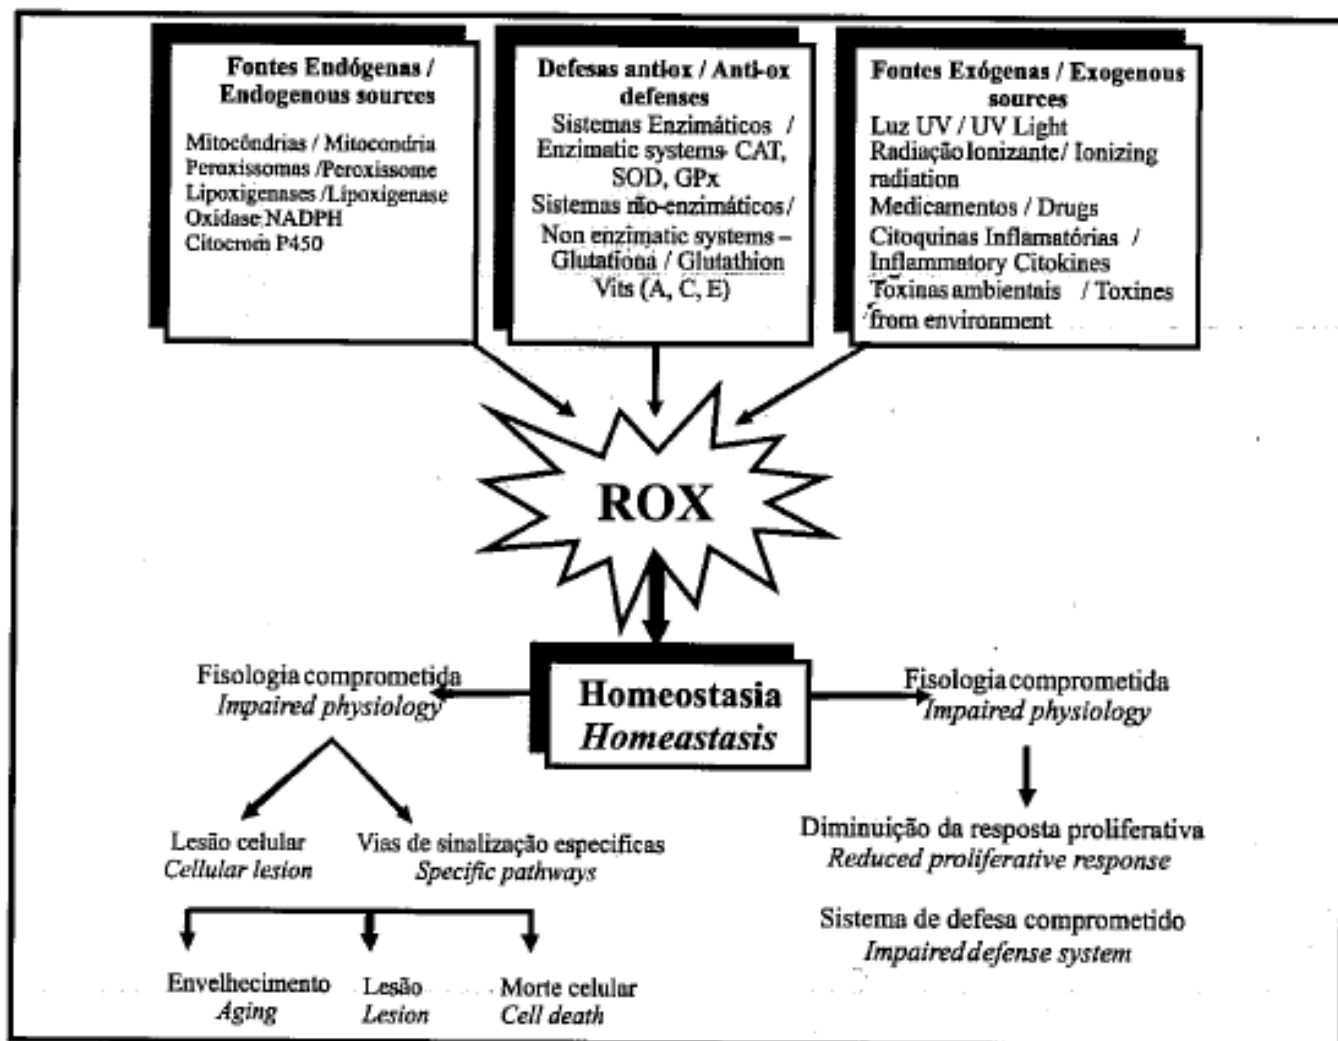 Fontes Endógenas /
Endogenous sources
Mitocôndrias / Mitocondria
Peroxissomas /Peroxissome
Lipoxigenases /Lipoxigenase
Oxidase NADPH
Citocrom P450
Defesas antiox / Anti-ox
defenses
Sistemas Enzimáticos /
Enzimatic systems- CAT,
SOD, GPx
Sistemas não-enzimáticos/
Non enzimatic systems –
Glutationa / Glutathion
Vits (A, C, E)
Fontes Exógenas / Exogenous
sources
Luz UV / UV Light
Radiação Ionizante/ Ionizing
radiation
Medicamentos / Drugs
Citoquinas Inflamatórias /
Inflammatory Citokines
Toxinas ambientais / Toxines
from environment
ROX
Homeostasia
Homeastasis
Fisologia comprometida
Impaired physiology
Lesão celular
Cellular lesion
Vias de sinalização especificas
Specific pathways
Envelhecimento
Aging
Lesão
Lesion
Morte celular
Cell death
Fisologia comprometida
Impaired physiology
Diminuição da resposta proliferativa
Reduced proliferative response
Sistema de defesa comprometido
Impaired defense system